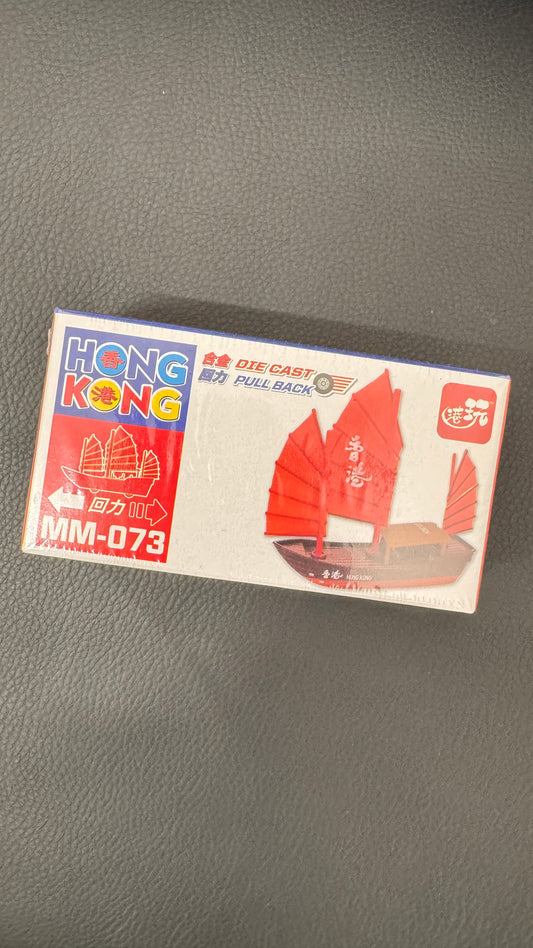 HONG
香
KONG
港
回力
MM-073
合金 DIE CAST
回力 PULL BACK
港玩
香港
香港 HONG KONG